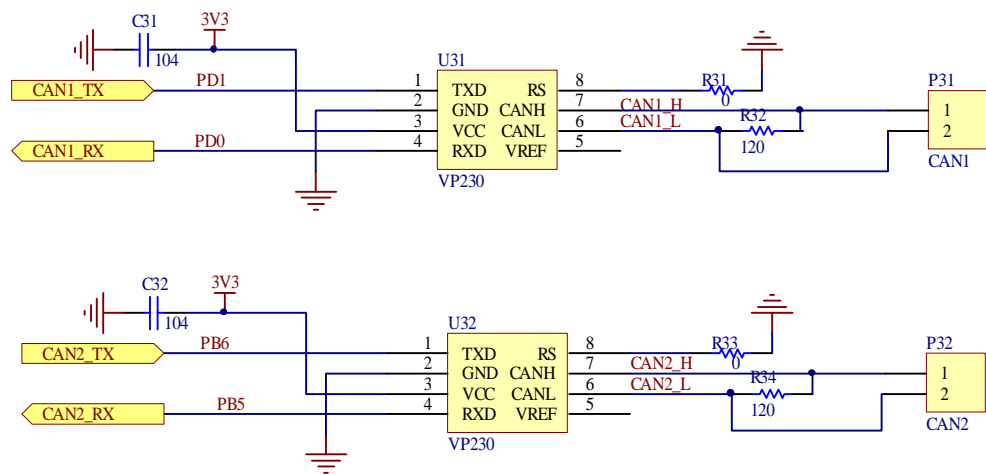 C31
3V3
104
CAN1_TX
PD1
U31
1 TXD RS 8
2 GND CANH 7
3 VCC CANL 6
4 RXD VREF 5
VP230
R31
0
CAN1_H
CAN1_L
R32
120
P31
1
2
CAN1
CAN1_RX
PD0
C32
3V3
104
CAN2_TX
PB6
U32
1 TXD RS 8
2 GND CANH 7
3 VCC CANL 6
4 RXD VREF 5
VP230
R33
0
CAN2_H
CAN2_L
R34
120
P32
1
2
CAN2
CAN2_RX
PB5